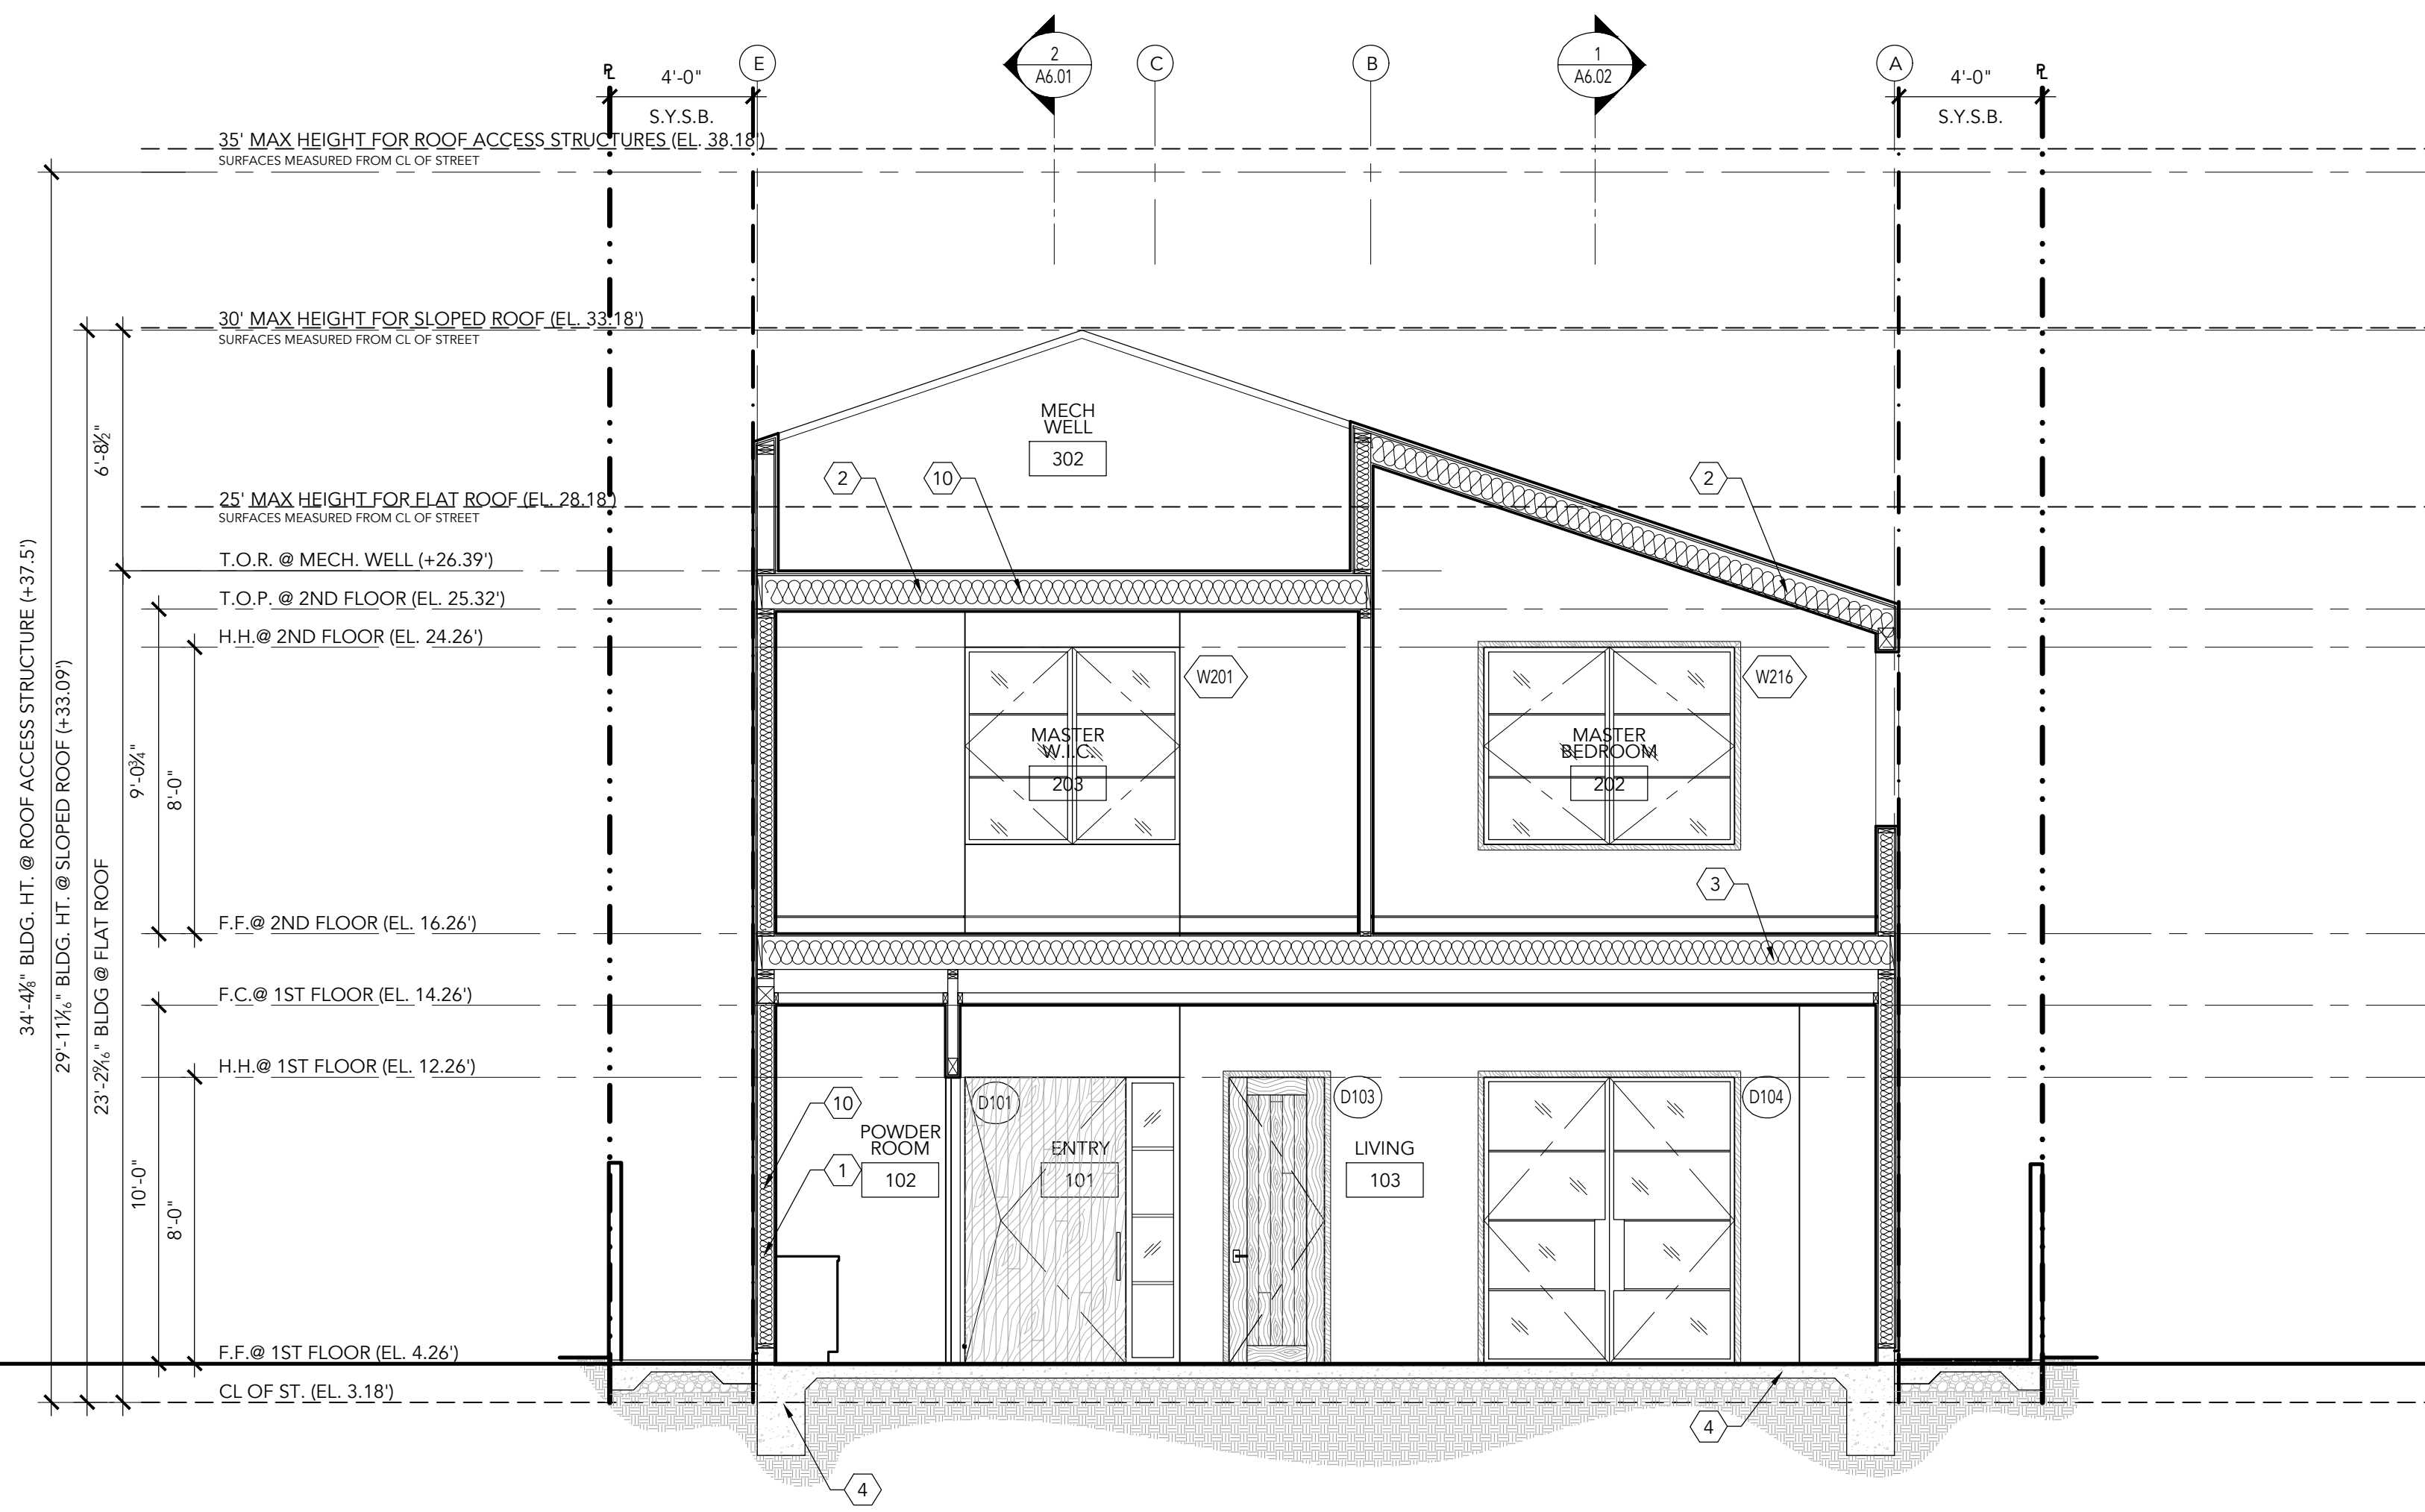 E
2
A6.01
C
B
1
A6.02
A
PL
4'-0"
S.Y.S.B.
PL
4'-0"
S.Y.S.B.
35' MAX HEIGHT FOR ROOF ACCESS STRUCTURES (EL. 38.18')
SURFACES MEASURED FROM CL OF STREET
30' MAX HEIGHT FOR SLOPED ROOF (EL. 33.18')
SURFACES MEASURED FROM CL OF STREET
25' MAX HEIGHT FOR FLAT ROOF (EL. 28.18')
SURFACES MEASURED FROM CL OF STREET
T.O.R. @ MECH. WELL (+26.39')
T.O.P. @ 2ND FLOOR (EL. 25.32')
H.H.@ 2ND FLOOR (EL. 24.26')
F.F.@ 2ND FLOOR (EL. 16.26')
F.C.@ 1ST FLOOR (EL. 14.26')
H.H.@ 1ST FLOOR (EL. 12.26')
F.F.@ 1ST FLOOR (EL. 4.26')
CL OF ST. (EL. 3.18')
34'-4⅛" BLDG. HT. @ ROOF ACCESS STRUCTURE (+37.5')
29'-11 1/16" BLDG. HT. @ SLOPED ROOF (+33.09')
23'-2 9/16" BLDG @ FLAT ROOF
6'-8½"
9'-0¾"
8'-0"
10'-0"
8'-0"
MECH
WELL
302
2
10
2
W201
W216
MASTER
W.I.C.
203
MASTER
BEDROOM
202
3
10
1
POWDER
ROOM
102
D101
ENTRY
101
D103
LIVING
103
D104
4
4